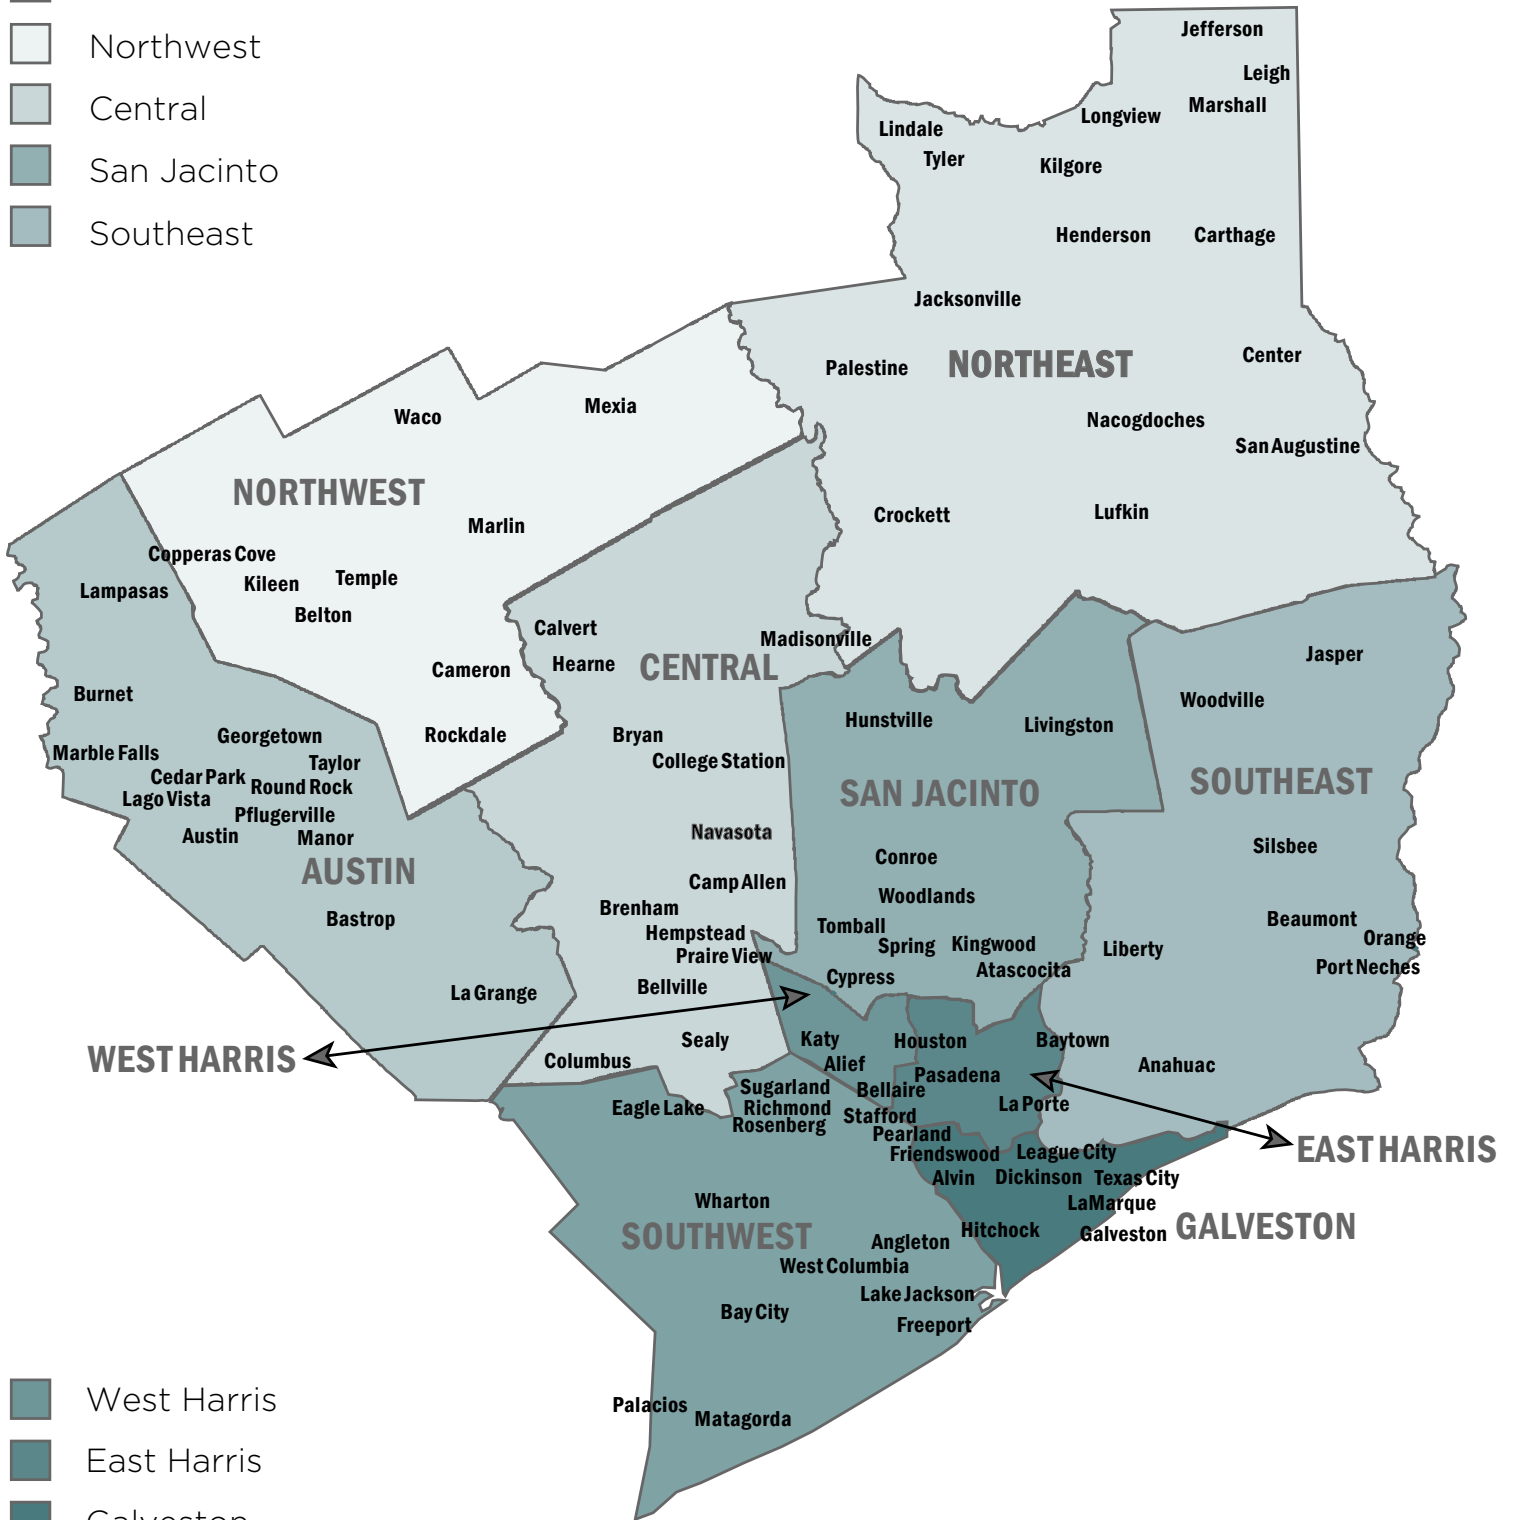 Northwest
Central
San Jacinto
Southeast
Jefferson
Leigh
Marshall
Longview
Lindale
Tyler
Kilgore
Henderson
Carthage
Jacksonville
Palestine
NORTHEAST
Center
Nacogdoches
San Augustine
Crockett
Lufkin
Waco
Mexia
NORTHWEST
Marlin
Copperas Cove
Kileen
Temple
Belton
Cameron
Rockdale
Lampasas
Burnet
Georgetown
Marble Falls
Taylor
Cedar Park
Round Rock
Lago Vista
Pflugerville
Austin
Manor
AUSTIN
Bastrop
La Grange
Calvert
Hearne
CENTRAL
Madisonville
Bryan
College Station
Navasota
Camp Allen
Brenham
Hempstead
Praire View
Bellville
Sealy
Columbus
Hunstville
Livingston
SAN JACINTO
Conroe
Woodlands
Tomball
Spring
Kingwood
Cypress
Atascocita
Jasper
Woodville
SOUTHEAST
Silsbee
Beaumont
Orange
Liberty
Port Neches
Anahuac
WEST HARRIS
Katy
Alief
Houston
Baytown
Pasadena
Bellaire
La Porte
EAST HARRIS
Sugarland
Richmond
Rosenberg
Eagle Lake
Stafford
Pearland
Friendswood
League City
Alvin
Dickinson
Texas City
LaMarque
Hitchock
Galveston
GALVESTON
Wharton
SOUTHWEST
Angleton
West Columbia
Lake Jackson
Bay City
Freeport
Palacios
Matagorda
West Harris
East Harris
Galveston